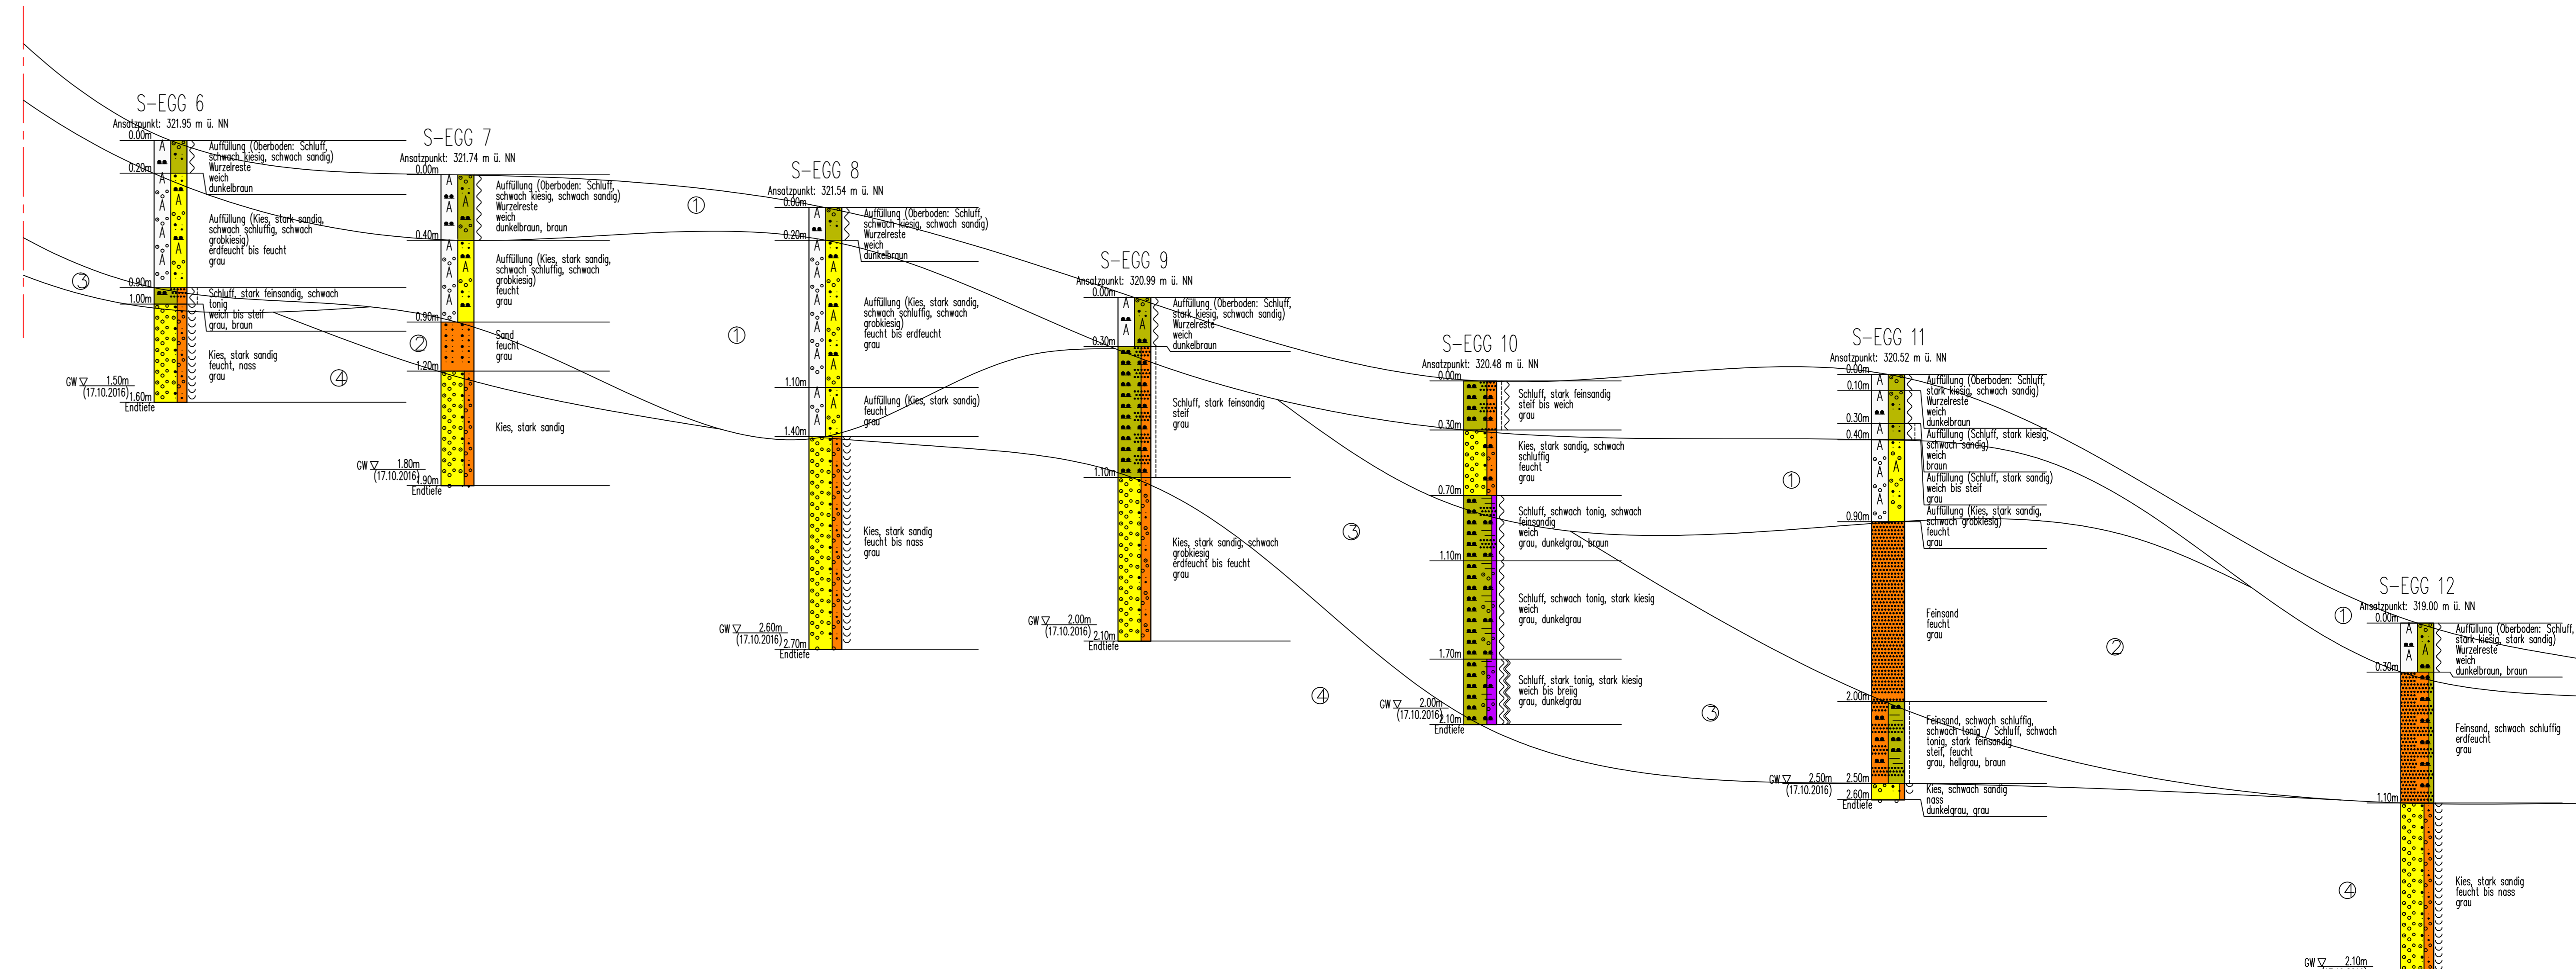 S-EGG 6
Ansatzpunkt: 321.95 m ü. NN
0.00m
Auffüllung (Oberboden: Schluff,
schwach kiesig, schwach sandig)
Wurzelreste
weich
dunkelbraun
0.20m
Auffüllung (Kies, stark sandig,
schwach schluffig, schwach
grobkiesig)
erdfeucht bis feucht
grau
0.90m
Schluff, stark feinsandig, schwach
tonig
weich bis steif
grau, braun
1.00m
Kies, stark sandig
feucht, nass
grau
GW 1.50m
(17.10.2016)
1.60m
Endtiefe
3
S-EGG 7
Ansatzpunkt: 321.74 m ü. NN
0.00m
Auffüllung (Oberboden: Schluff,
schwach kiesig, schwach sandig)
Wurzelreste
weich
dunkelbraun, braun
0.40m
Auffüllung (Kies, stark sandig,
schwach schluffig, schwach
grobkiesig)
feucht
grau
0.90m
Sand
feucht
grau
1.20m
Kies, stark sandig
GW 1.80m
(17.10.2016)
1.90m
Endtiefe
2
4
1
1
S-EGG 8
Ansatzpunkt: 321.54 m ü. NN
0.00m
Auffüllung (Oberboden: Schluff,
schwach kiesig, schwach sandig)
Wurzelreste
weich
dunkelbraun
0.20m
Auffüllung (Kies, stark sandig,
schwach schluffig, schwach
grobkiesig)
feucht bis erdfeucht
grau
1.10m
Auffüllung (Kies, stark sandig)
feucht
grau
1.40m
Kies, stark sandig
feucht bis nass
grau
GW 2.60m
(17.10.2016)
2.70m
Endtiefe
S-EGG 9
Ansatzpunkt: 320.99 m ü. NN
0.00m
Auffüllung (Oberboden: Schluff,
stark kiesig, schwach sandig)
Wurzelreste
weich
dunkelbraun
0.30m
Schluff, stark feinsandig
steif
grau
1.10m
Kies, stark sandig, schwach
grobkiesig
erdfeucht bis feucht
grau
GW 2.00m
(17.10.2016)
2.10m
Endtiefe
3
4
S-EGG 10
Ansatzpunkt: 320.48 m ü. NN
0.00m
Schluff, stark feinsandig
steif bis weich
grau
0.30m
Kies, stark sandig, schwach
schluffig
feucht
grau
0.70m
Schluff, schwach tonig, schwach
feinsandig
weich
grau, dunkelgrau, braun
1.10m
Schluff, schwach tonig, stark kiesig
weich
grau, dunkelgrau
1.70m
Schluff, stark tonig, stark kiesig
weich bis breiig
grau, dunkelgrau
GW 2.00m
(17.10.2016)
2.10m
Endtiefe
1
3
S-EGG 11
Ansatzpunkt: 320.52 m ü. NN
0.00m
Auffüllung (Oberboden: Schluff,
stark kiesig, schwach sandig)
Wurzelreste
weich
dunkelbraun
0.10m
Auffüllung (Schluff, stark kiesig,
schwach sandig)
weich
braun
0.30m
Auffüllung (Schluff, stark sandig)
weich bis steif
grau
0.40m
Auffüllung (Kies, stark sandig,
schwach grobkiesig)
feucht
grau
0.90m
Feinsand
feucht
grau
2.00m
Feinsand, schwach schluffig,
schwach tonig / Schluff, schwach
tonig, stark feinsandig
steif, feucht
grau, hellgrau, braun
GW 2.50m
(17.10.2016)
2.50m
Kies, schwach sandig
nass
dunkelgrau, grau
2.60m
Endtiefe
2
1
4
S-EGG 12
Ansatzpunkt: 319.00 m ü. NN
0.00m
Auffüllung (Oberboden: Schluff,
stark kiesig, stark sandig)
Wurzelreste
weich
dunkelbraun, braun
0.30m
Feinsand, schwach schluffig
erdfeucht
grau
1.10m
Kies, stark sandig
feucht bis nass
grau
GW 2.10m